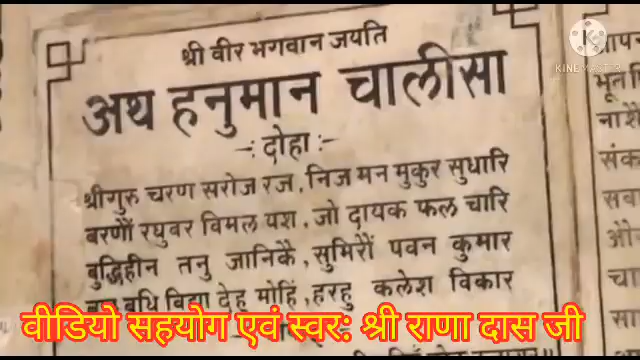 श्री वीर भगवान जयति
अथ हनुमान चालीसा
-: दोहा :-
श्रीगुरु चरण सरोज रज, निज मन मुकुर सुधारि
बरणौं रघुवर विमल यश, जो दायक फल चारि
बुद्धिहीन तनु जानिकै, सुमिरौं पवन कुमार
बुधि विद्या देहु मोहिं, हरहु कलेश विकार
वीडियो सहयोग एवं स्वर: श्री राणा दास जी
KINEMASTER
नाशै
चा
सा